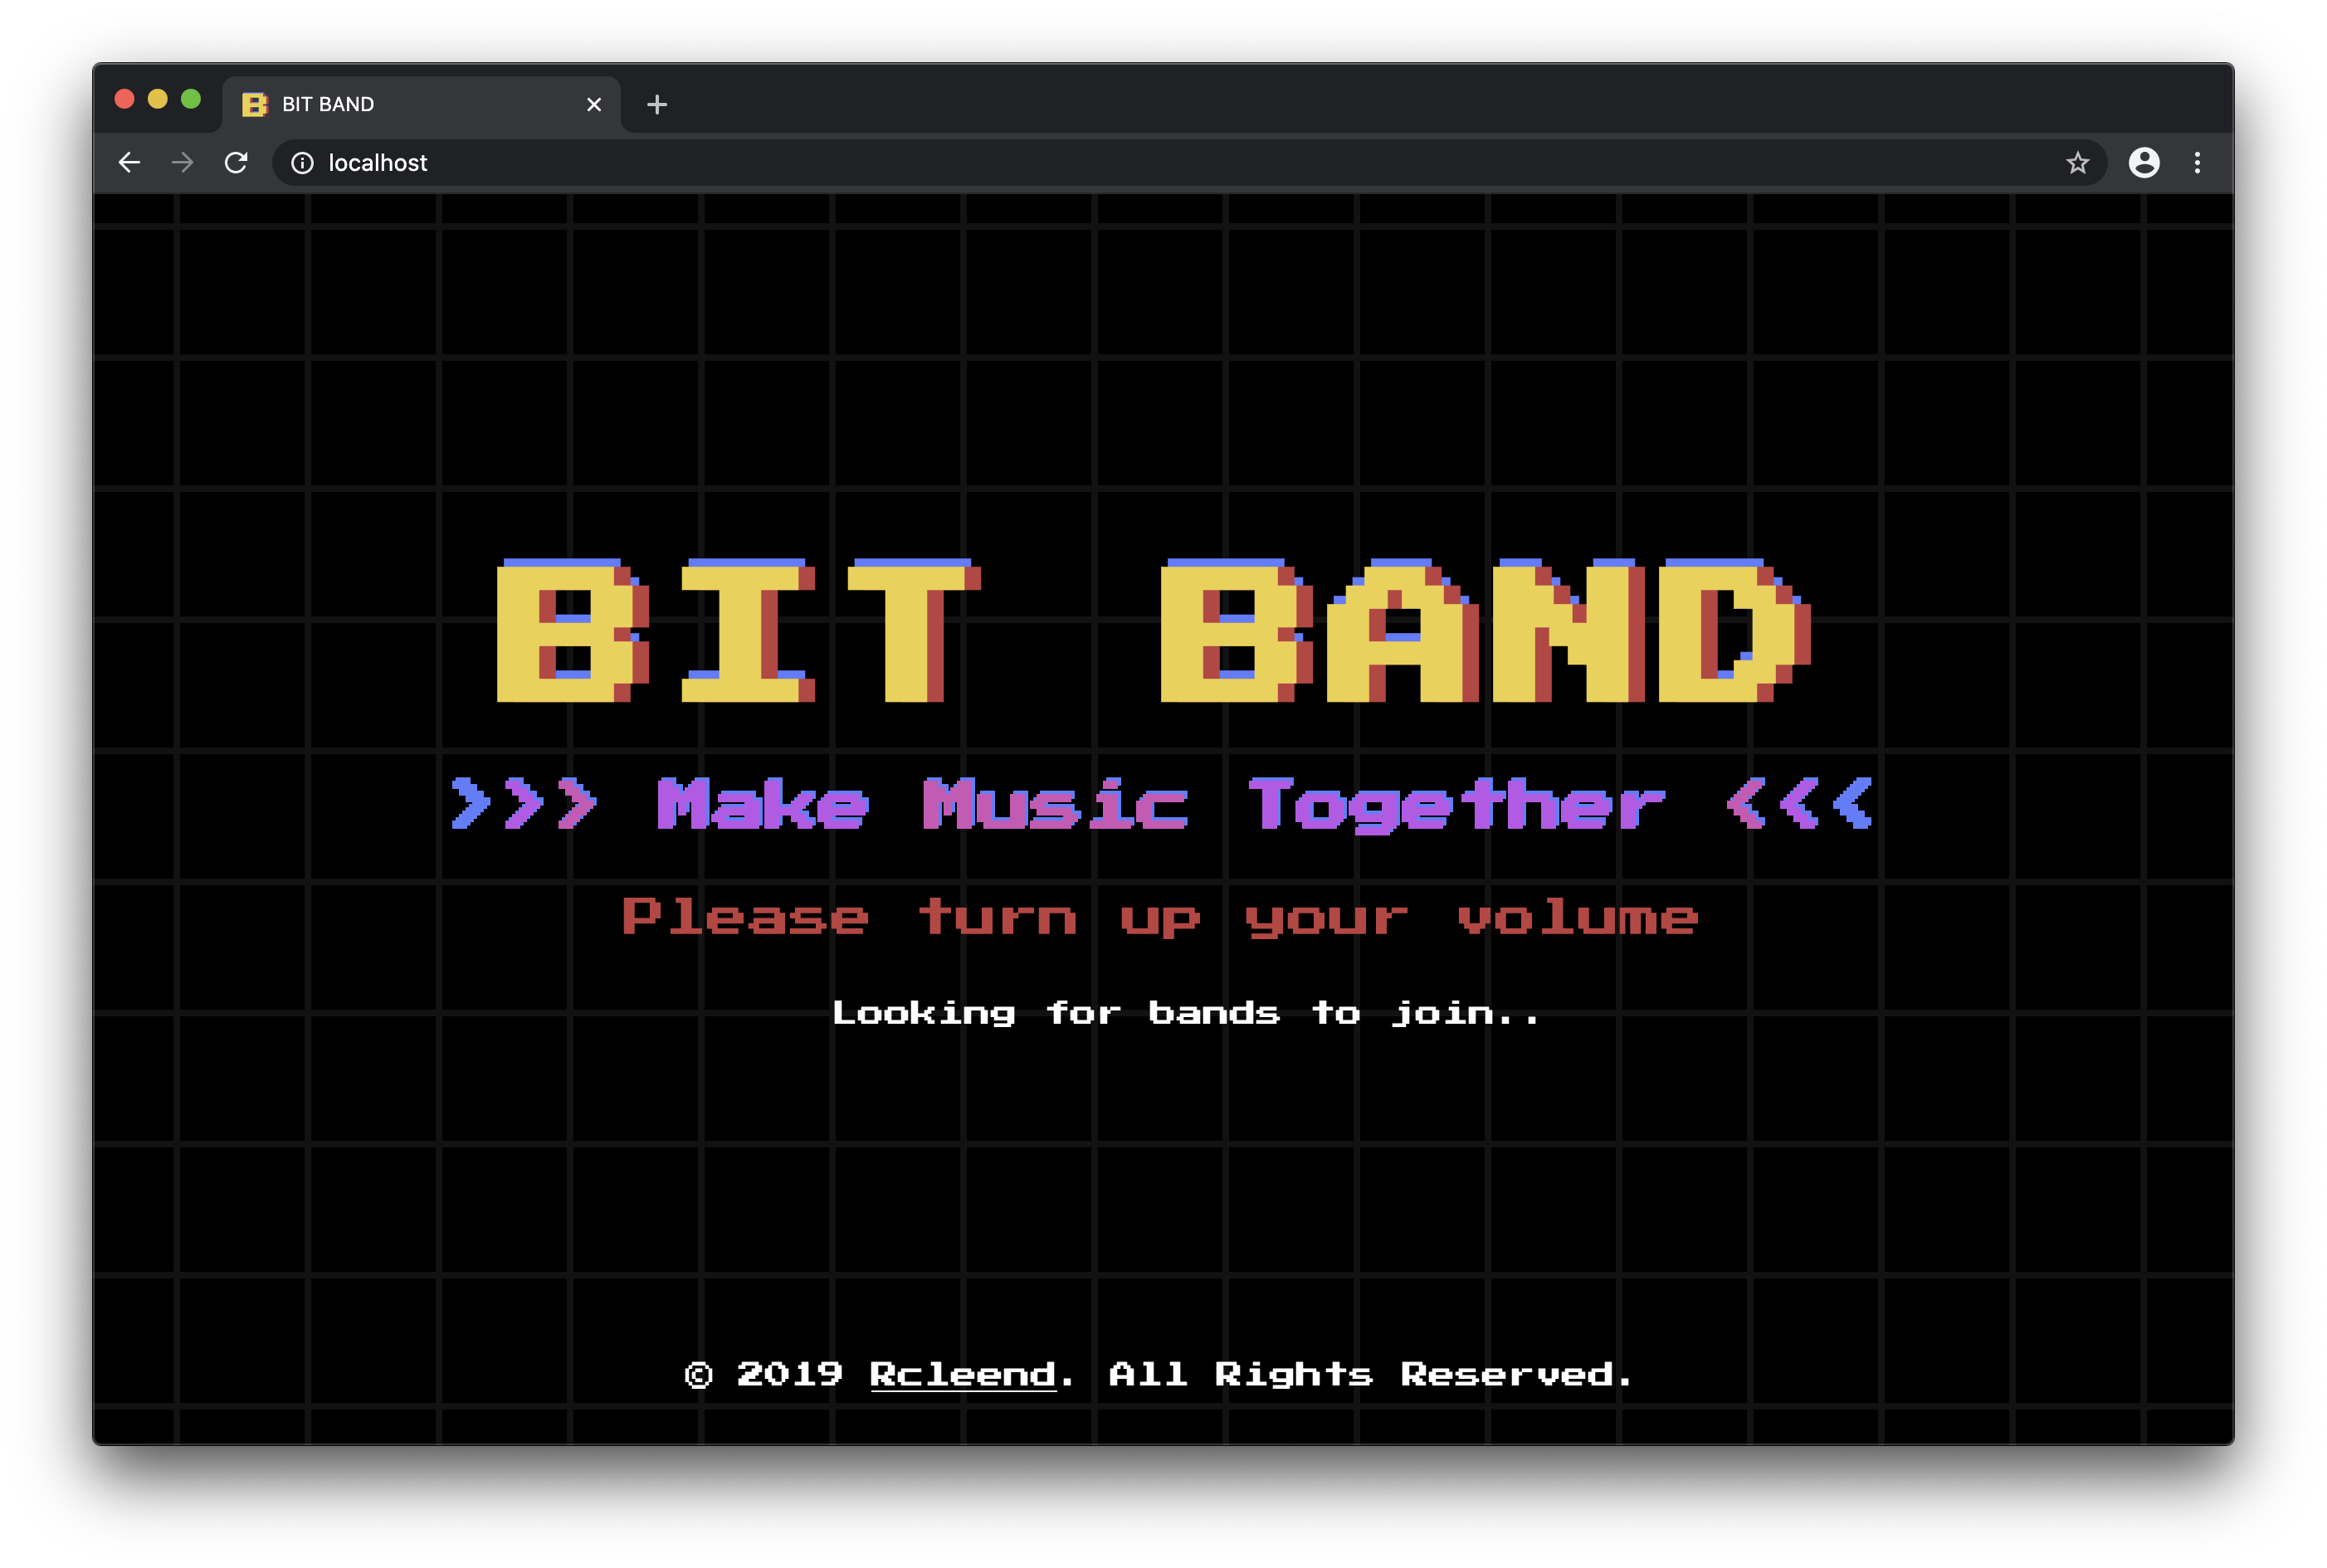 BIT BAND
localhost
BIT BAND
>>> Make Music Together <<<
Please turn up your volume
Looking for bands to join..
© 2019 Rcleend. All Rights Reserved.